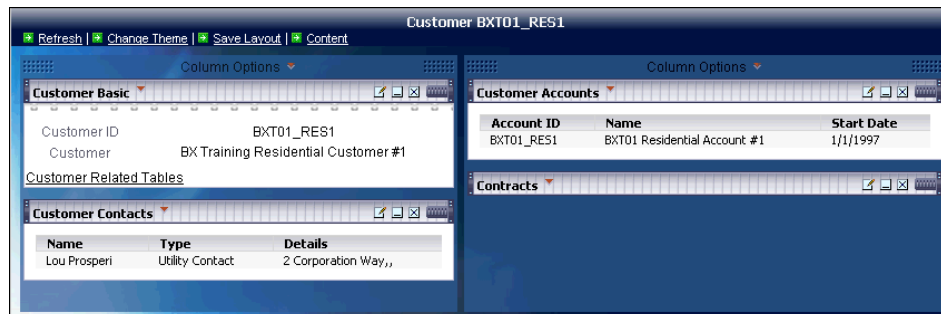 Customer BXT01_RES1
Refresh | Change Theme | Save Layout | Content
Column Options
Customer Basic
Customer ID BXT01_RES1
Customer BX Training Residential Customer #1
Customer Related Tables
Customer Contacts
Name Type Details
Lou Prosperi Utility Contact 2 Corporation Way,,
Column Options
Customer Accounts
Account ID Name Start Date
BXT01_RES1 BXT01 Residential Account #1 1/1/1997
Contracts